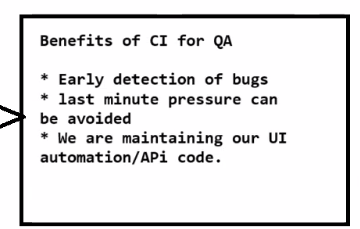 Benefits of CI for QA
* Early detection of bugs
* last minute pressure can
be avoided
* We are maintaining our UI
automation/APi code.